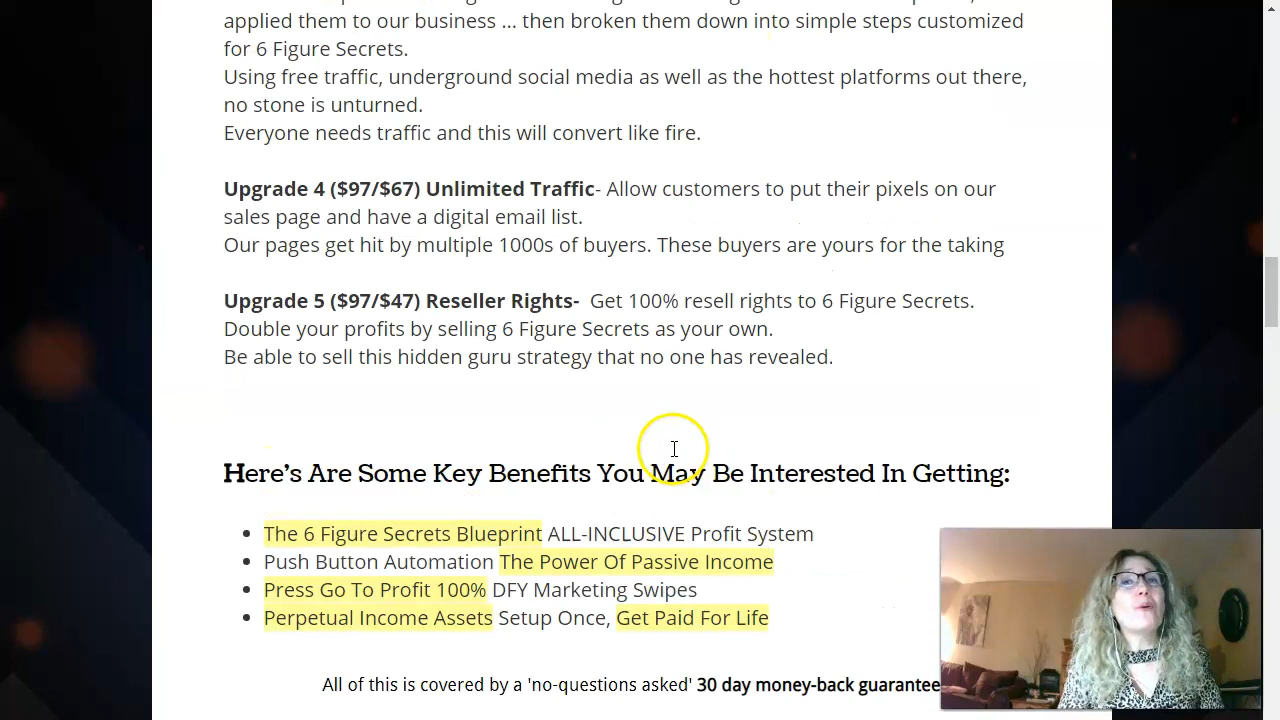 applied them to our business ... then broken them down into simple steps customized
for 6 Figure Secrets.
Using free traffic, underground social media as well as the hottest platforms out there,
no stone is unturned.
Everyone needs traffic and this will convert like fire.
Upgrade 4 ($97/$67) Unlimited Traffic- Allow customers to put their pixels on our
sales page and have a digital email list.
Our pages get hit by multiple 1000s of buyers. These buyers are yours for the taking
Upgrade 5 ($97/$47) Reseller Rights- Get 100% resell rights to 6 Figure Secrets.
Double your profits by selling 6 Figure Secrets as your own.
Be able to sell this hidden guru strategy that no one has revealed.
Here's Are Some Key Benefits You May Be Interested In Getting:
• The 6 Figure Secrets Blueprint ALL-INCLUSIVE Profit System
• Push Button Automation The Power Of Passive Income
• Press Go To Profit 100% DFY Marketing Swipes
• Perpetual Income Assets Setup Once, Get Paid For Life
All of this is covered by a 'no-questions asked' 30 day money-back guarantee